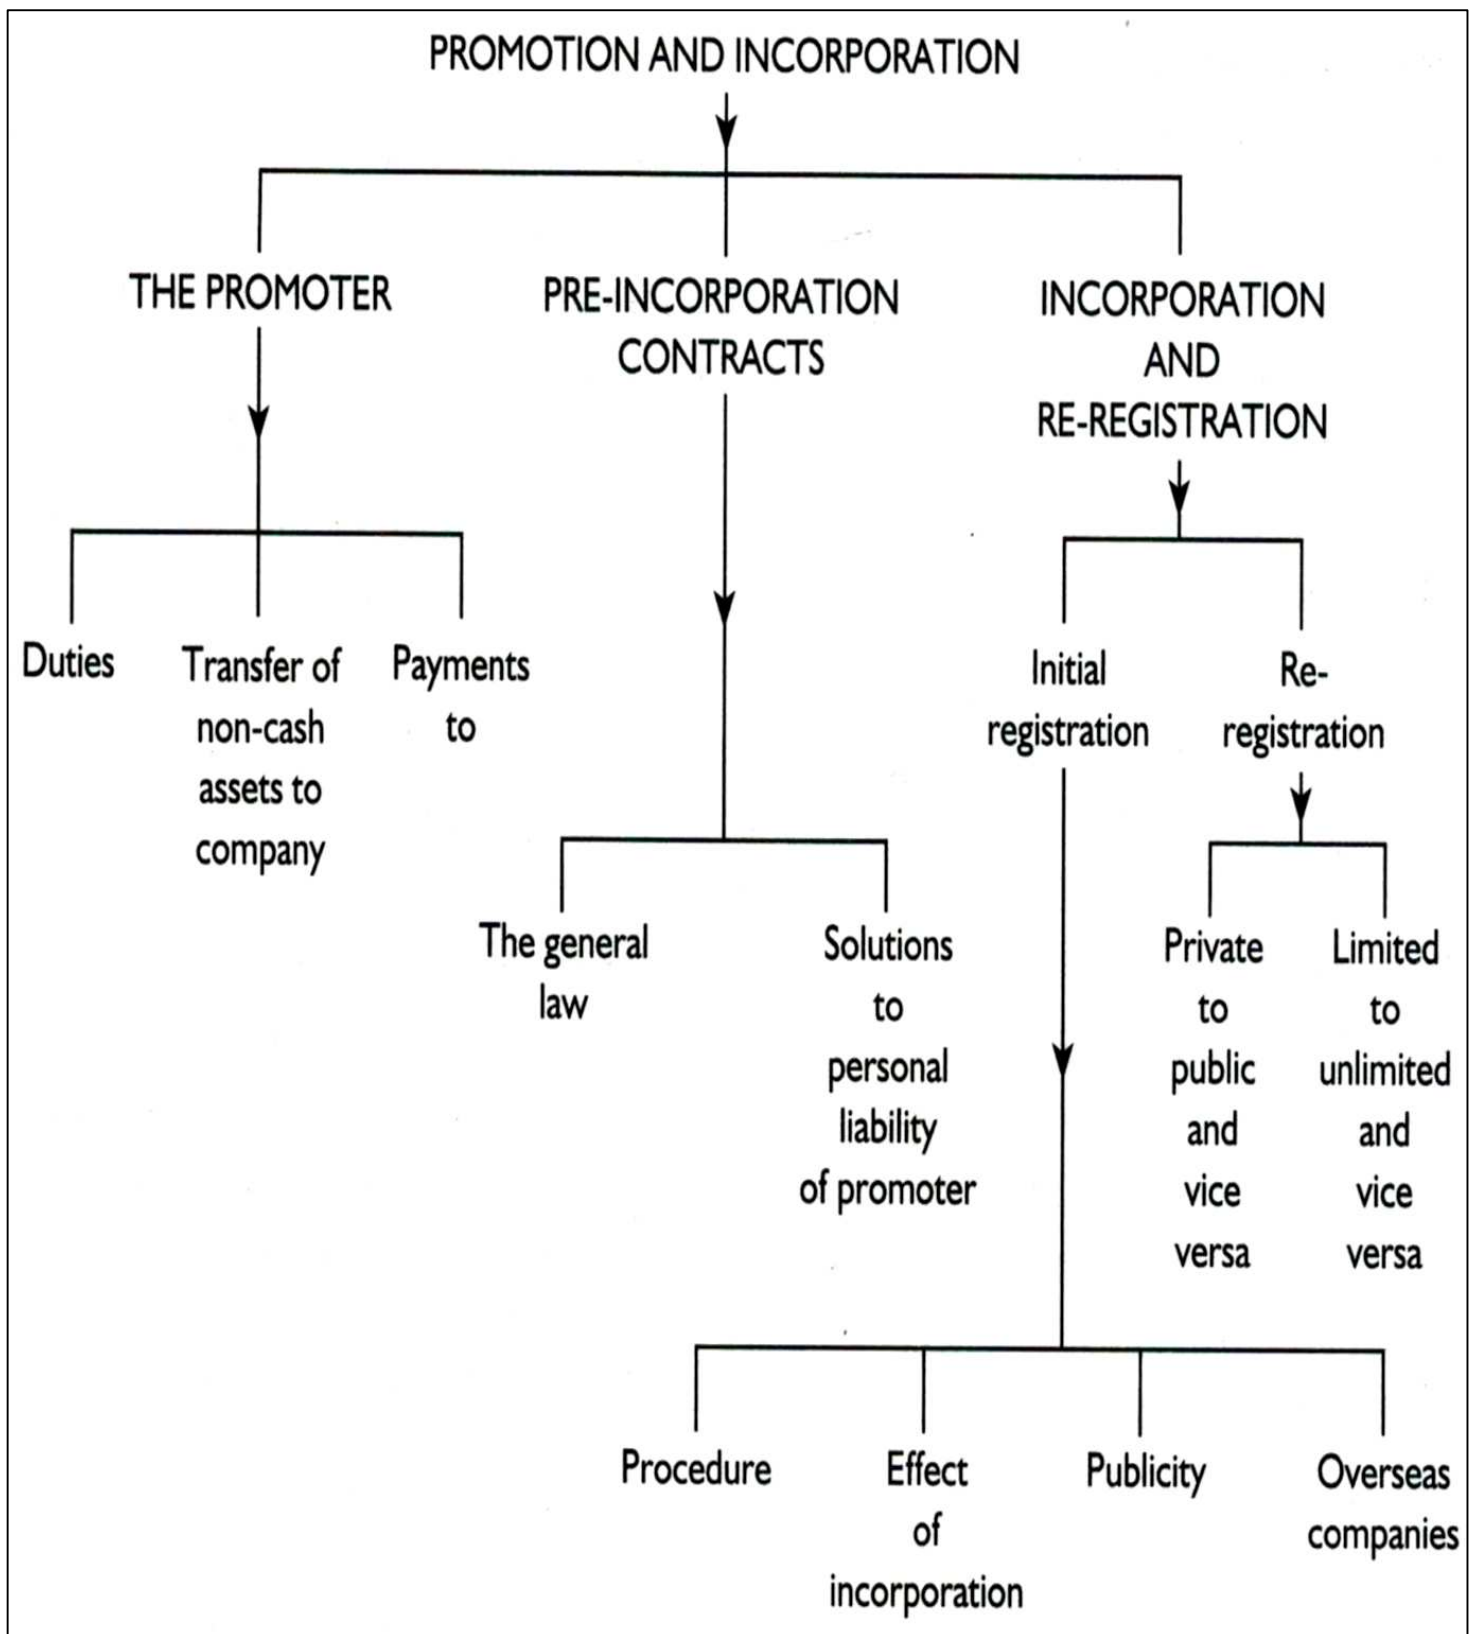 PROMOTION AND INCORPORATION
THE PROMOTER
PRE-INCORPORATION
CONTRACTS
INCORPORATION
AND
RE-REGISTRATION
Duties
Transfer of
non-cash
assets to
company
Payments
to
Initial
registration
Re-
registration
The general
law
Solutions
to
personal
liability
of promoter
Private
to
public
and
vice
versa
Limited
to
unlimited
and
vice
versa
Procedure
Effect
of
incorporation
Publicity
Overseas
companies